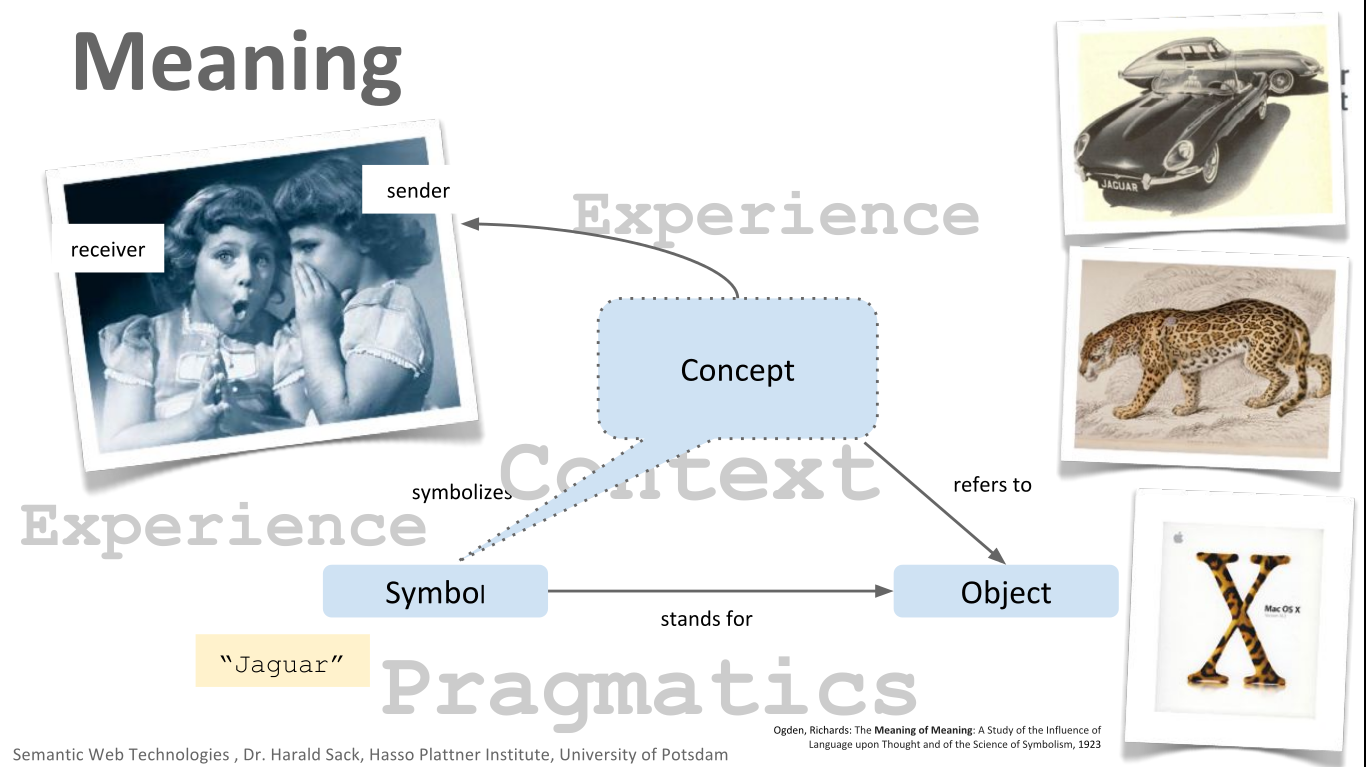 Meaning
r
t
JAGUAR
sender
receiver
Experience
Concept
Context
symbolizes
refers to
Experience
Symbol
Object
stands for
Mac OS X
"Jaguar"
Pragmatics
Ogden, Richards: The Meaning of Meaning: A Study of the Influence of
Language upon Thought and of the Science of Symbolism, 1923
Semantic Web Technologies , Dr. Harald Sack, Hasso Plattner Institute, University of Potsdam